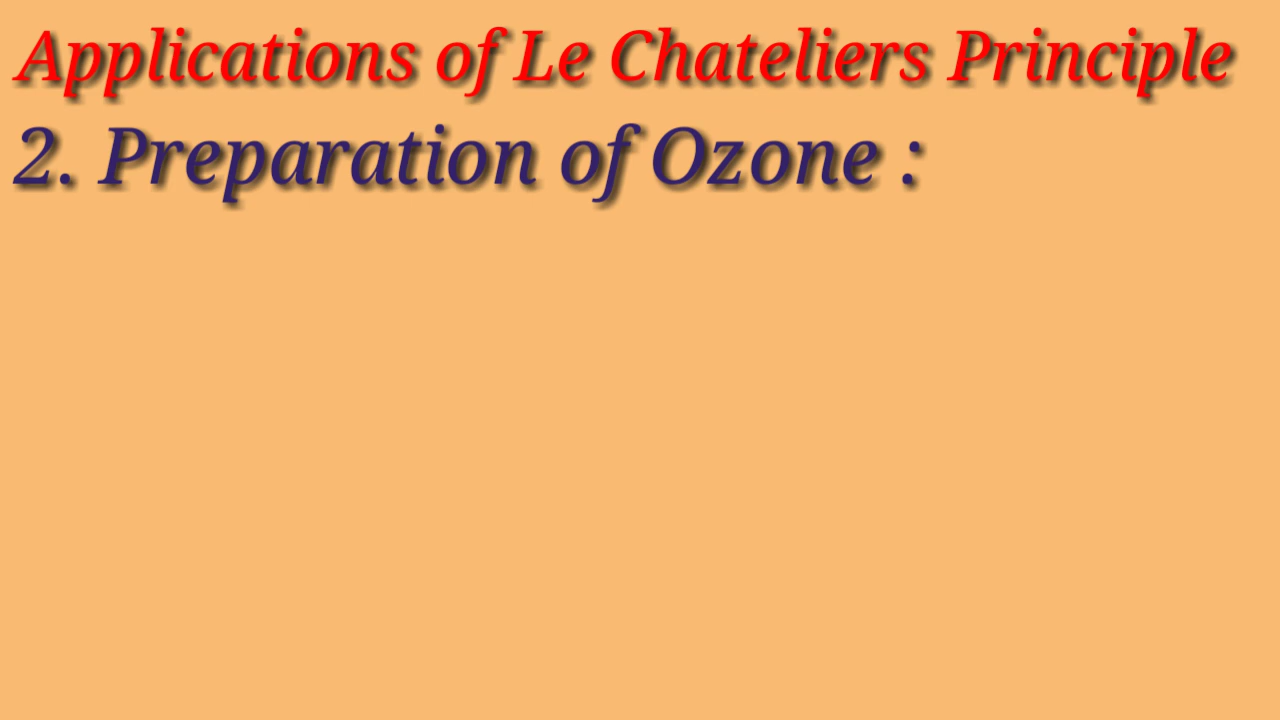 Applications of Le Chateliers Principle
2. Preparation of Ozone :